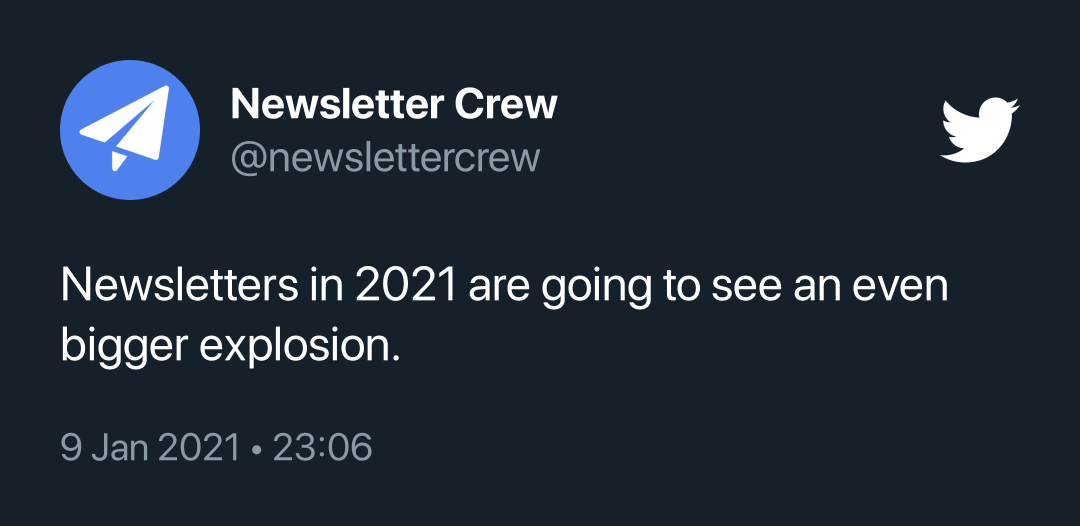 Newsletter Crew
@newslettercrew
Newsletters in 2021 are going to see an even
bigger explosion.
9 Jan 2021 • 23:06